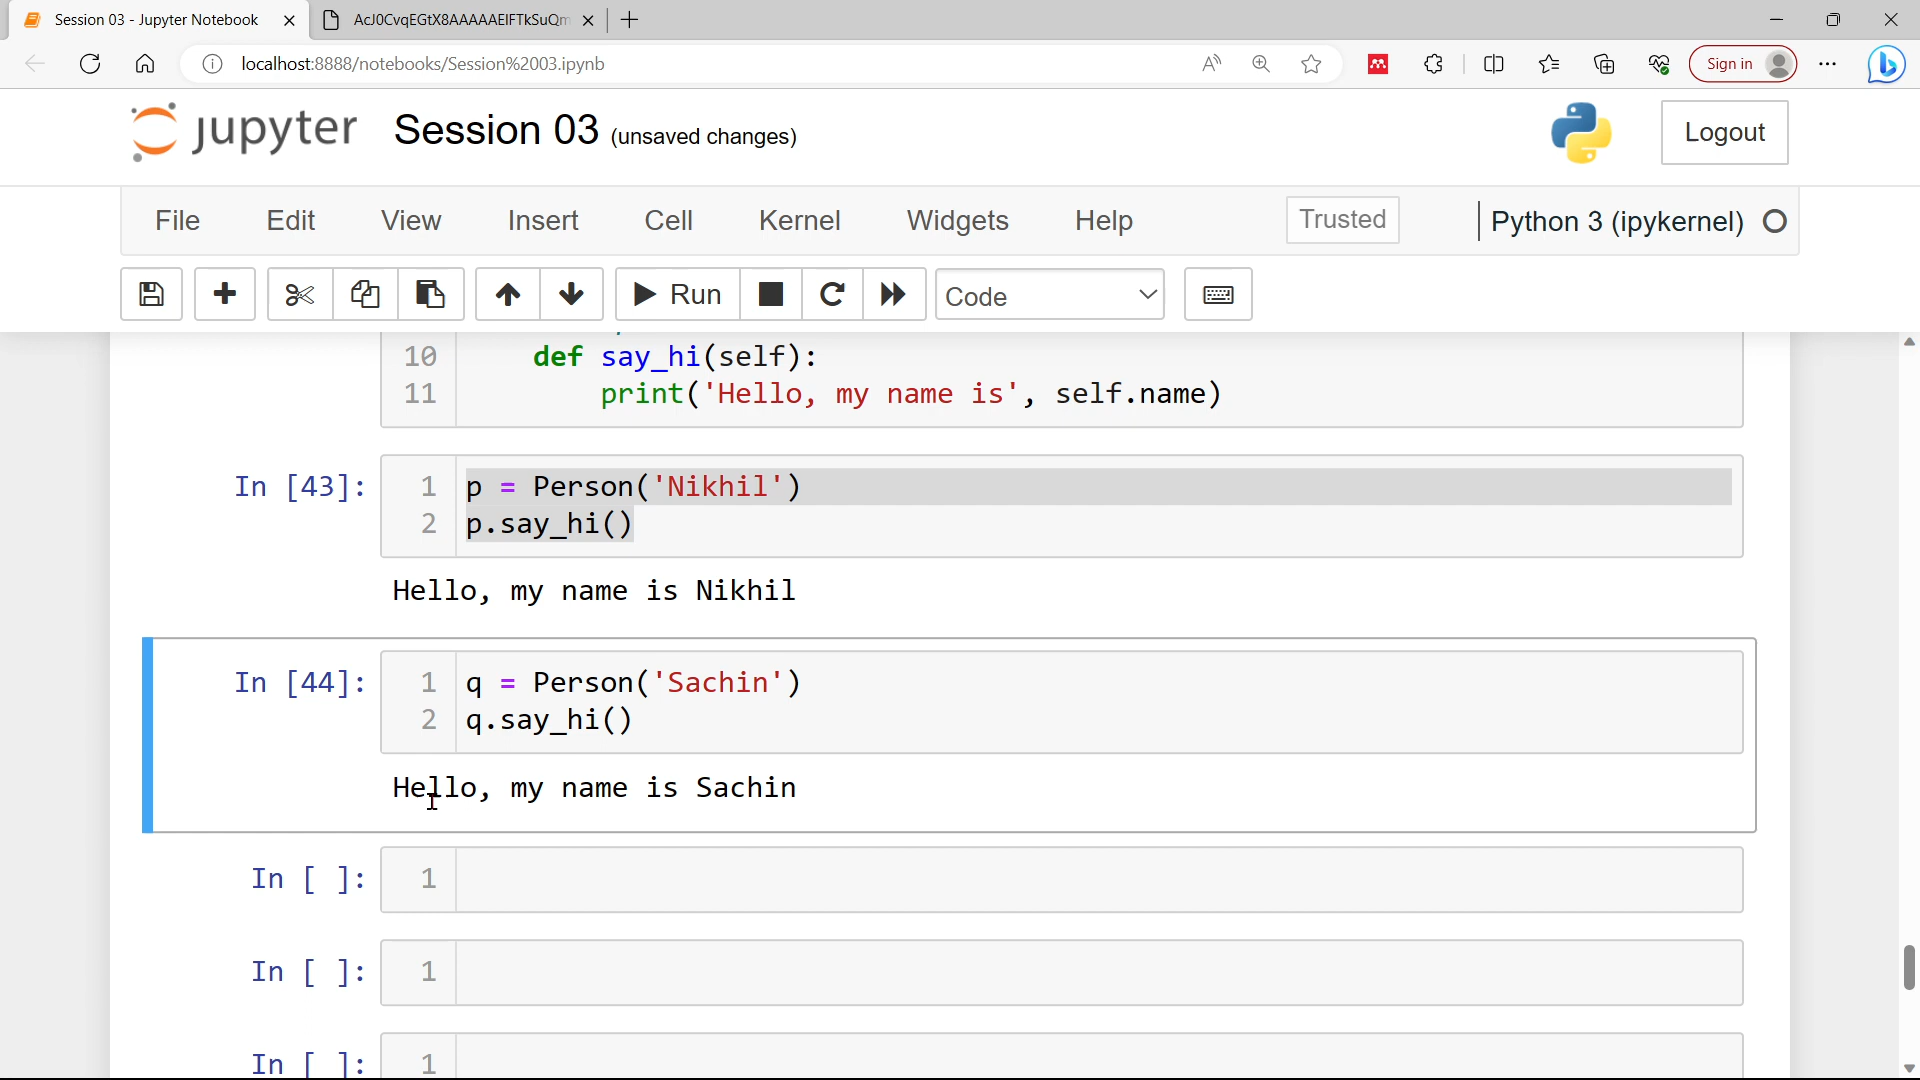 Session 03 - Jupyter Notebook
AcJ0CvqEGtX8AAAAAEIFTkSuQm
localhost:8888/notebooks/Session%2003.ipynb
Sign in
jupyter Session 03 (unsaved changes)
Logout
File Edit View Insert Cell Kernel Widgets Help Trusted Python 3 (ipykernel)
Run Code
10 def say_hi(self):
11 print('Hello, my name is', self.name)
In [43]: 1 p = Person('Nikhil')
2 p.say_hi()
Hello, my name is Nikhil
In [44]: 1 q = Person('Sachin')
2 q.say_hi()
Hello, my name is Sachin
In [ ]: 1
In [ ]: 1
In [ ]: 1